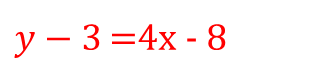 y − 3 =4x - 8